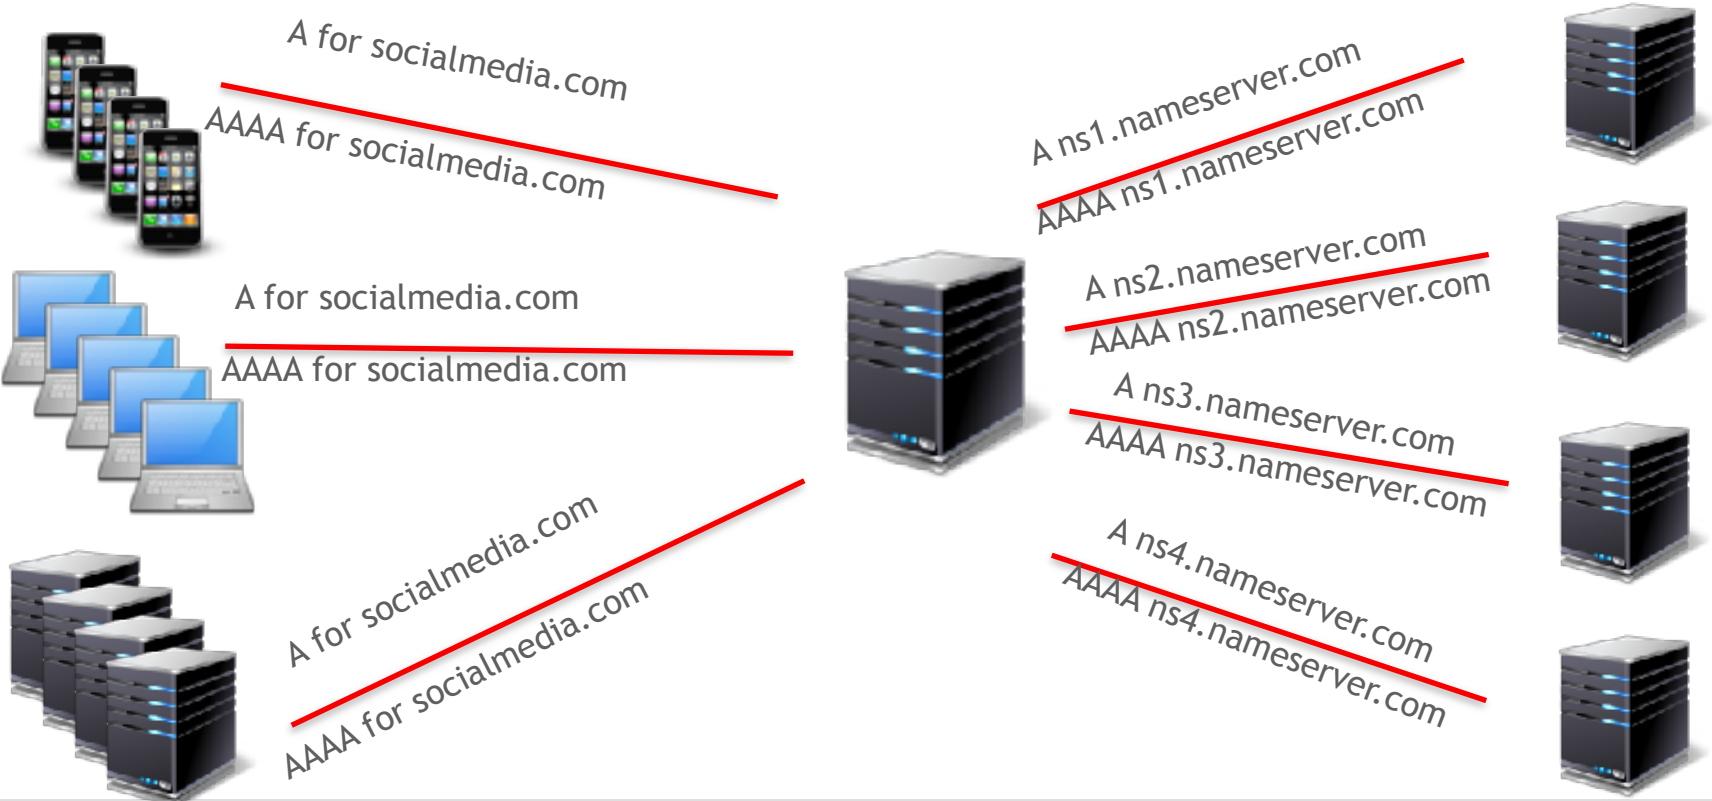 A for socialmedia.com
AAAA for socialmedia.com
A for socialmedia.com
AAAA for socialmedia.com
A for socialmedia.com
AAAA for socialmedia.com
A ns1.nameserver.com
AAAA ns1.nameserver.com
A ns2.nameserver.com
AAAA ns2.nameserver.com
A ns3.nameserver.com
AAAA ns3.nameserver.com
A ns4.nameserver.com
AAAA ns4.nameserver.com